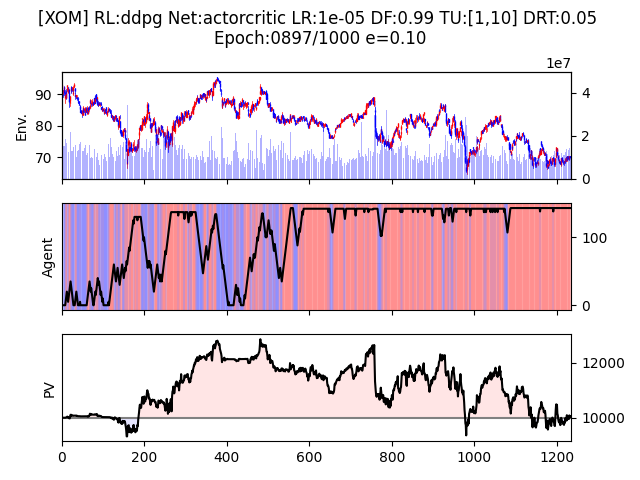 [XOM] RL:ddpg Net:actorcritic LR:1e-05 DF:0.99 TU:[1,10] DRT:0.05
Epoch:0897/1000 e=0.10
1e7
90
80
70
Env.
4
2
0
Agent
100
0
PV
12000
10000
0
200
400
600
800
1000
1200